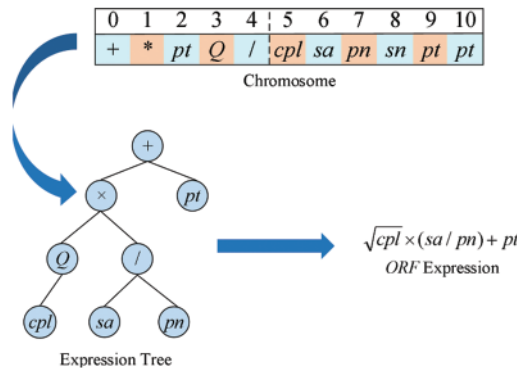 0 1 2 3 4 5 6 7 8 9 10
+ * pt Q / cpl sa pn sn pt pt
Chromosome
+
× pt
Q /
cpl sa pn
Expression Tree
√cpl × (sa / pn) + pt
ORF Expression